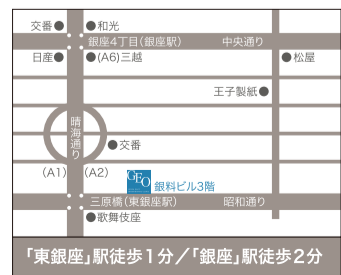 交番●
●和光
銀座4丁目(銀座駅)
中央通り
日産●
●(A6)三越
●松屋
王子製紙●
晴海通り
●交番
(A1)
(A2)
GEO
銀料ビル3階
三原橋(東銀座駅)
昭和通り
●歌舞伎座
「東銀座」駅徒歩1分/「銀座」駅徒歩2分